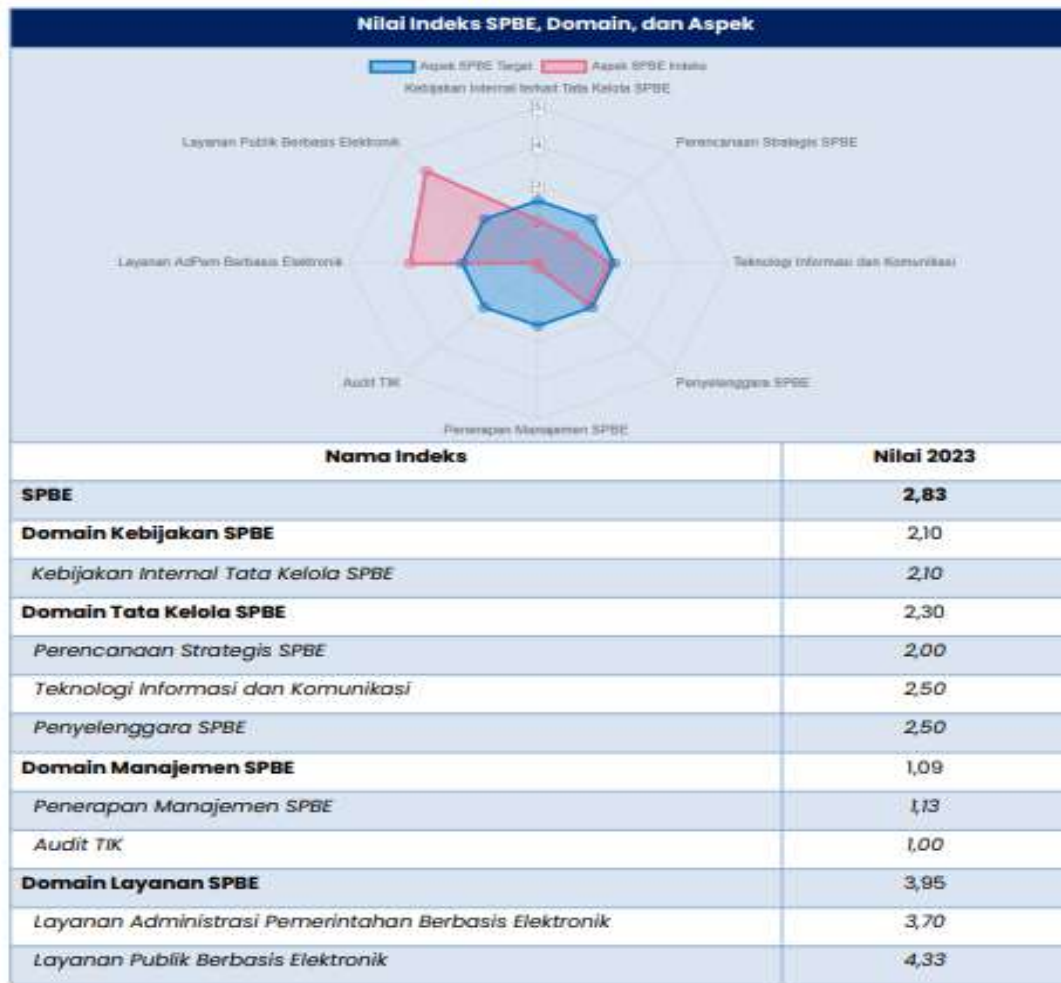 Nilai Indeks SPBE, Domain, dan Aspek
Aspek SPBE Target Aspek SPBE Indeks
Kebijakan Internal terkait Tata Kelola SPBE
5
Layanan Publik Berbasis Elektronik
4
Perencanaan Strategis SPBE
3
Layanan AdPem Berbasis Elektronik
Teknologi Informasi dan Komunikasi
Audit TIK
Penyelenggara SPBE
Penerapan Manajemen SPBE
Nama Indeks Nilai 2023
SPBE 2,83
Domain Kebijakan SPBE 2,10
Kebijakan Internal Tata Kelola SPBE 2,10
Domain Tata Kelola SPBE 2,30
Perencanaan Strategis SPBE 2,00
Teknologi Informasi dan Komunikasi 2,50
Penyelenggara SPBE 2,50
Domain Manajemen SPBE 1,09
Penerapan Manajemen SPBE 1,13
Audit TIK 1,00
Domain Layanan SPBE 3,95
Layanan Administrasi Pemerintahan Berbasis Elektronik 3,70
Layanan Publik Berbasis Elektronik 4,33